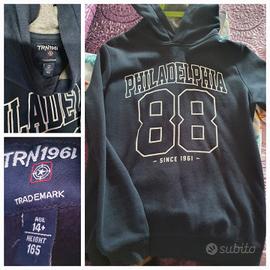 TRN1961
PHILADELPHIA
88
- SINCE 1961 -
TRN1961
TRADEMARK
AGE
14+
HEIGHT
165
subito